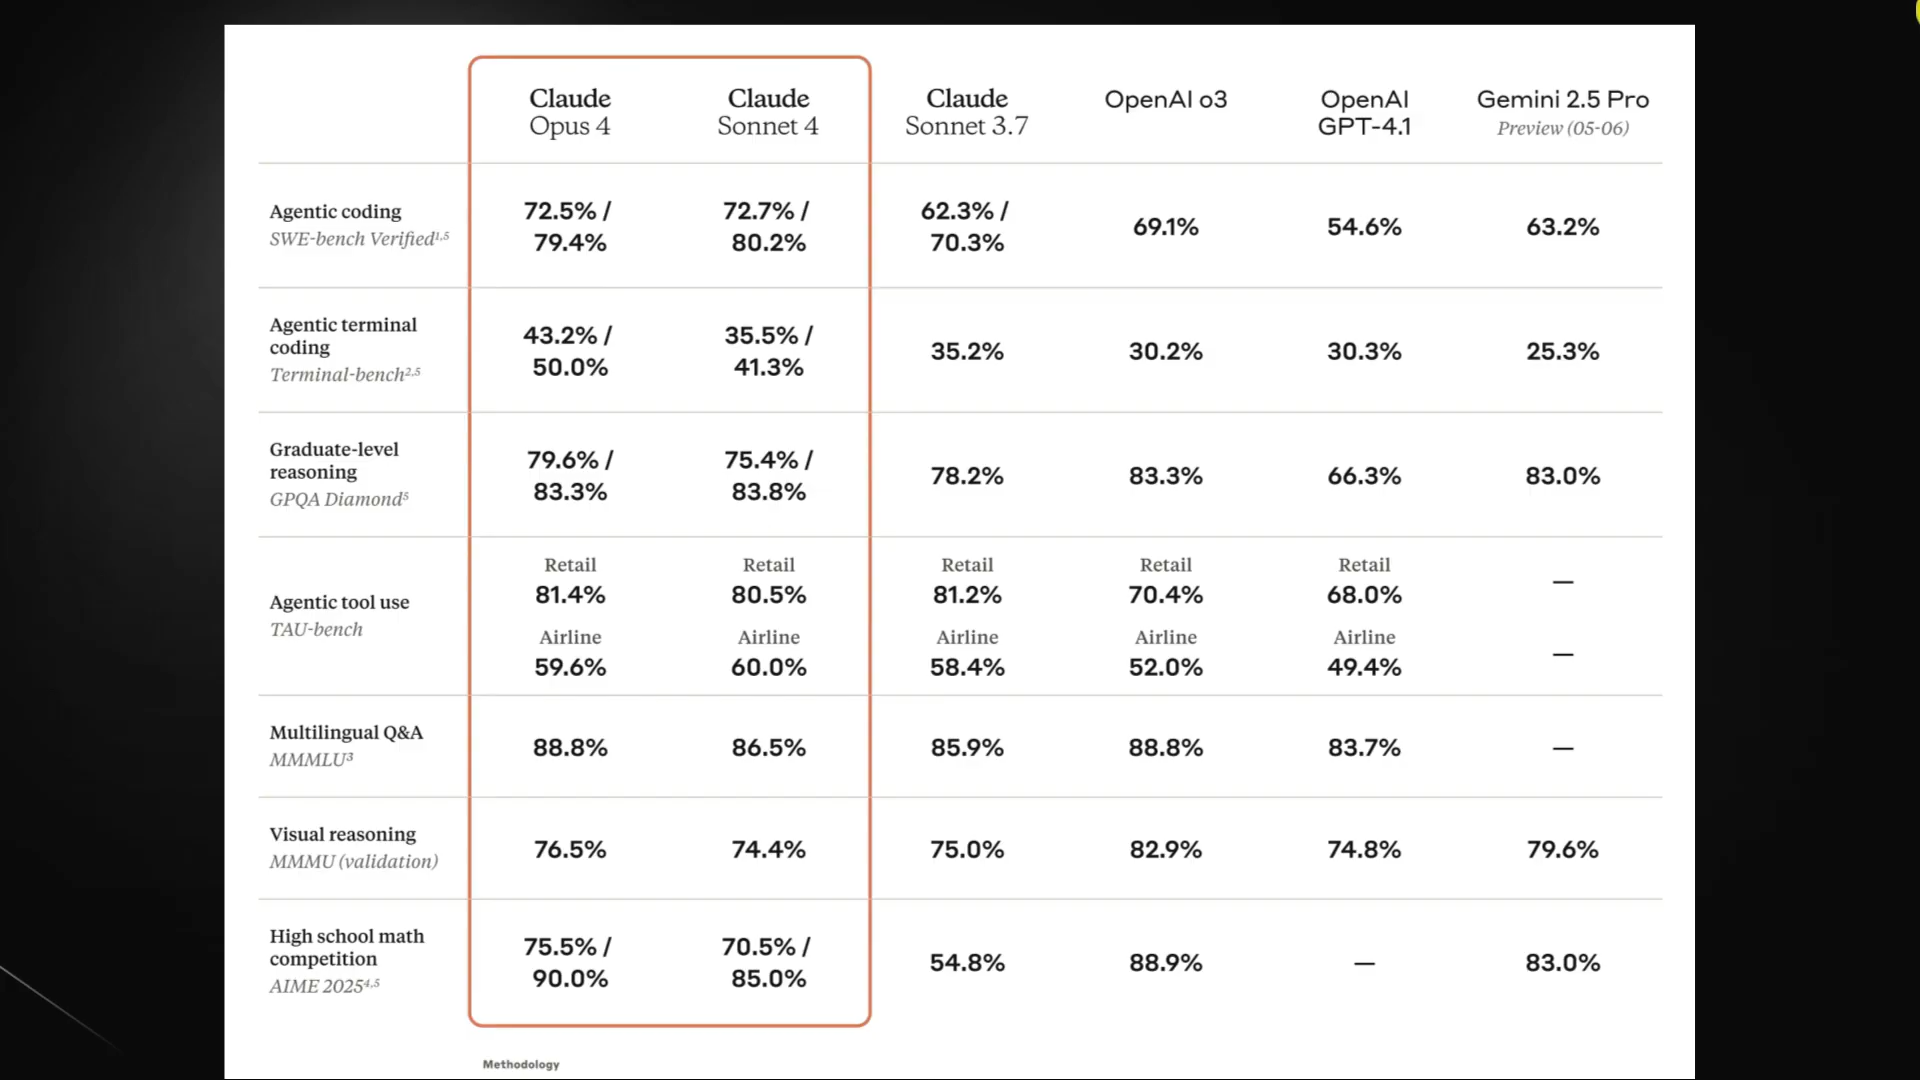 Claude Opus 4
Claude Sonnet 4
Claude Sonnet 3.7
OpenAI o3
OpenAI GPT-4.1
Gemini 2.5 Pro
Preview (05-06)
Agentic coding
SWE-bench Verified¹,⁵
72.5% / 79.4%
72.7% / 80.2%
62.3% / 70.3%
69.1%
54.6%
63.2%
Agentic terminal coding
Terminal-bench²,⁵
43.2% / 50.0%
35.5% / 41.3%
35.2%
30.2%
30.3%
25.3%
Graduate-level reasoning
GPQA Diamond⁵
79.6% / 83.3%
75.4% / 83.8%
78.2%
83.3%
66.3%
83.0%
Agentic tool use
TAU-bench
Retail
81.4%
Retail
80.5%
Retail
81.2%
Retail
70.4%
Retail
68.0%
—
Airline
59.6%
Airline
60.0%
Airline
58.4%
Airline
52.0%
Airline
49.4%
—
Multilingual Q&A
MMMLU³
88.8%
86.5%
85.9%
88.8%
83.7%
—
Visual reasoning
MMMU (validation)
76.5%
74.4%
75.0%
82.9%
74.8%
79.6%
High school math competition
AIME 2025⁴,⁵
75.5% / 90.0%
70.5% / 85.0%
54.8%
88.9%
—
83.0%
Methodology